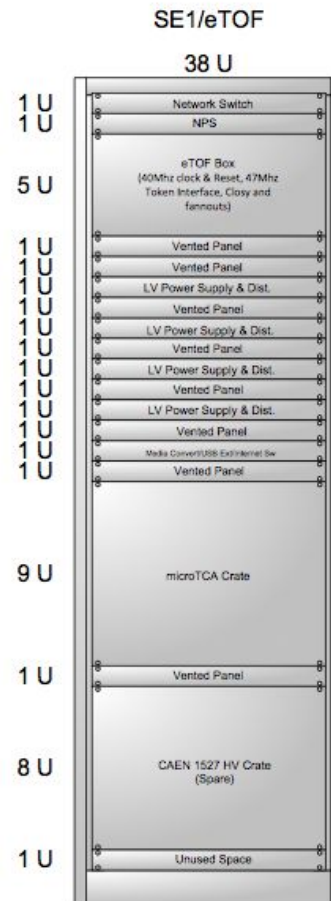 SE1/eTOF
38 U
1 U Network Switch
1 U NPS
5 U eTOF Box
(40Mhz clock & Reset, 47Mhz
Token Interface, Closy and
fannouts)
1 U Vented Panel
1 U Vented Panel
1 U LV Power Supply & Dist.
1 U Vented Panel
1 U LV Power Supply & Dist.
1 U Vented Panel
1 U LV Power Supply & Dist.
1 U Vented Panel
1 U LV Power Supply & Dist.
1 U Vented Panel
1 U Media Convert/USB Ext/Internet Sw
1 U Vented Panel
9 U microTCA Crate
1 U Vented Panel
8 U CAEN 1527 HV Crate
(Spare)
1 U Unused Space